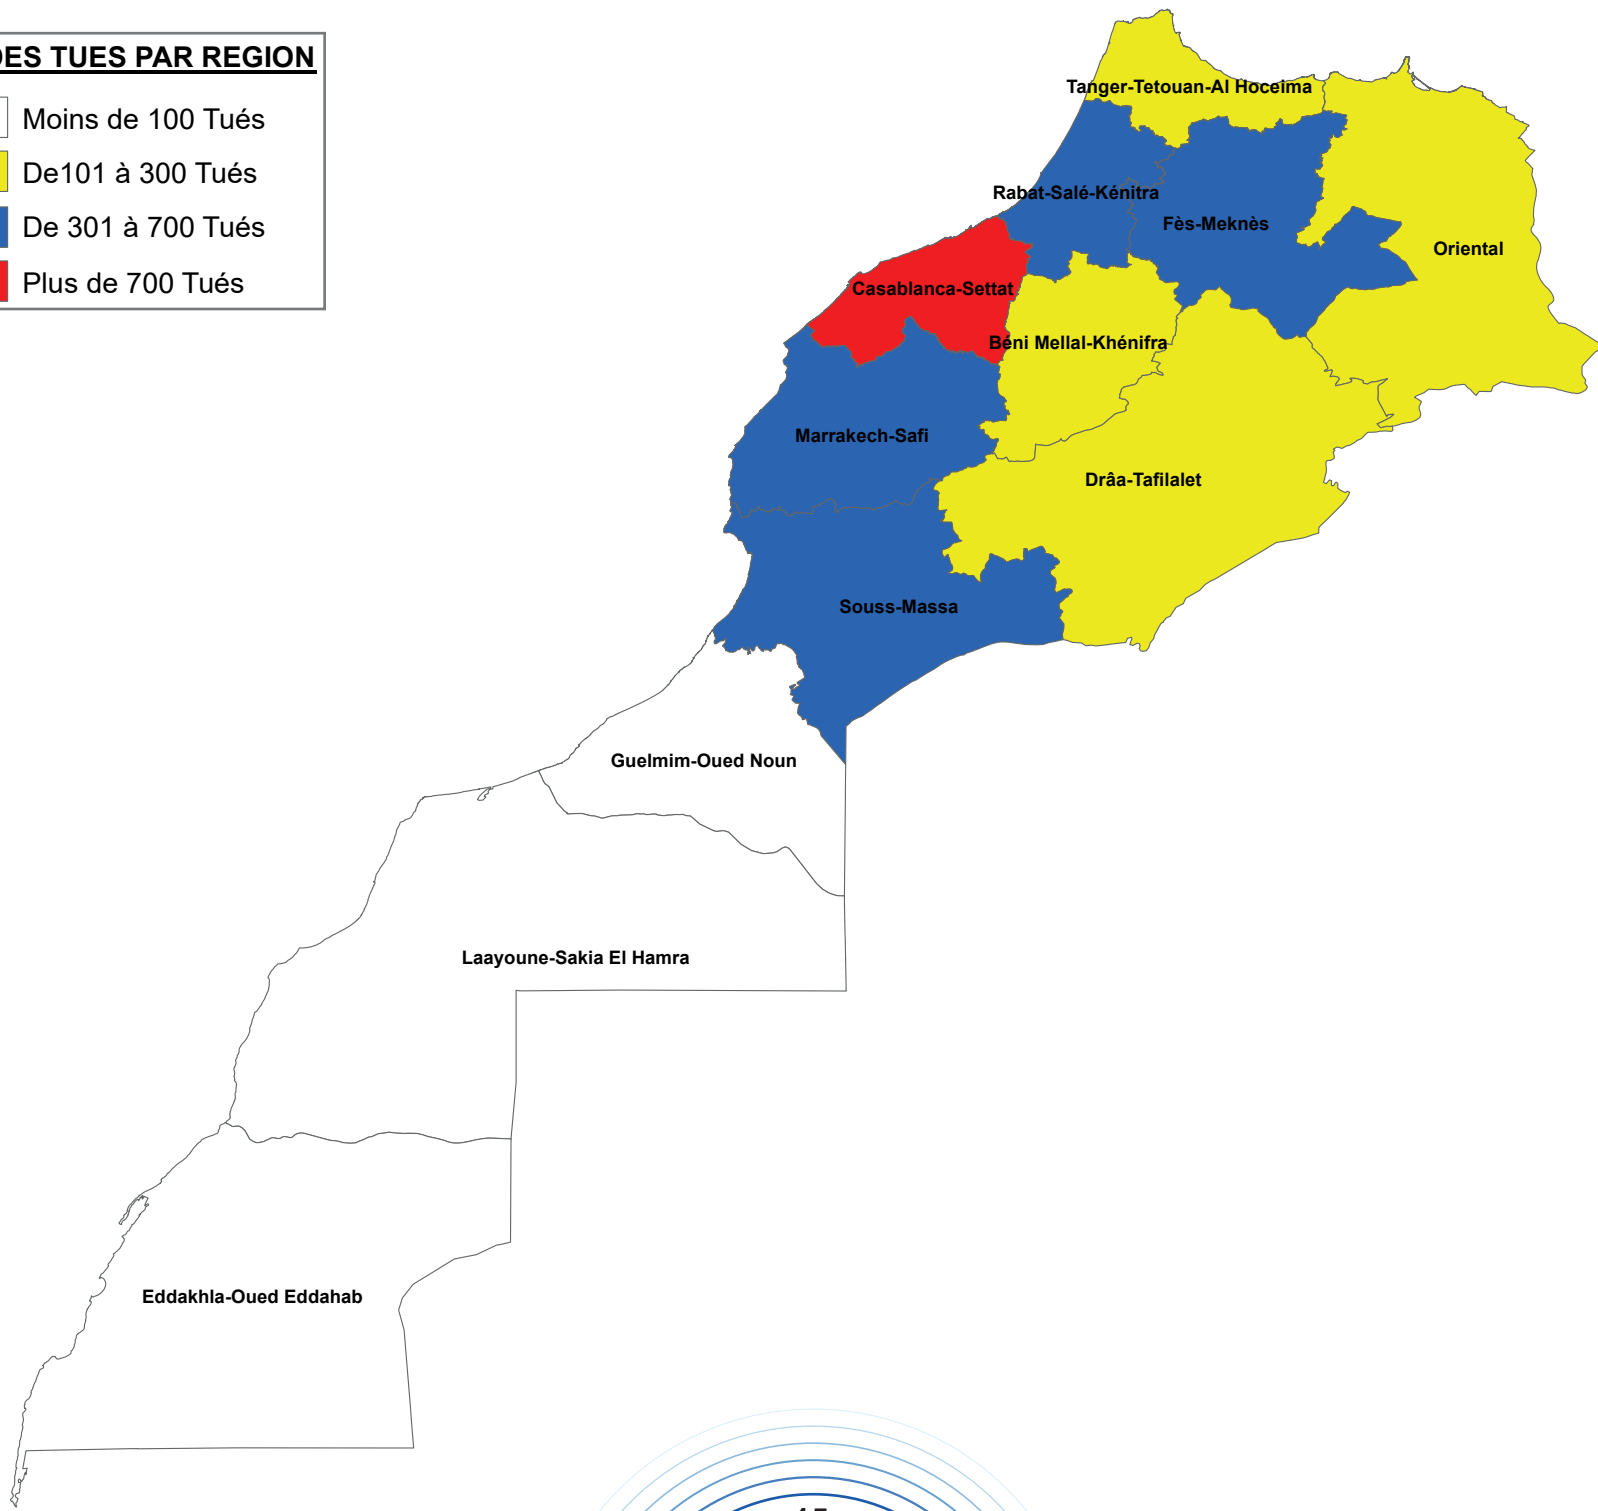 DES TUES PAR REGION
Moins de 100 Tués
De101 à 300 Tués
De 301 à 700 Tués
Plus de 700 Tués
Tanger-Tetouan-Al Hoceima
Rabat-Salé-Kénitra
Fès-Meknès
Oriental
Casablanca-Settat
Béni Mellal-Khénifra
Marrakech-Safi
Drâa-Tafilalet
Souss-Massa
Guelmim-Oued Noun
Laayoune-Sakia El Hamra
Eddakhla-Oued Eddahab